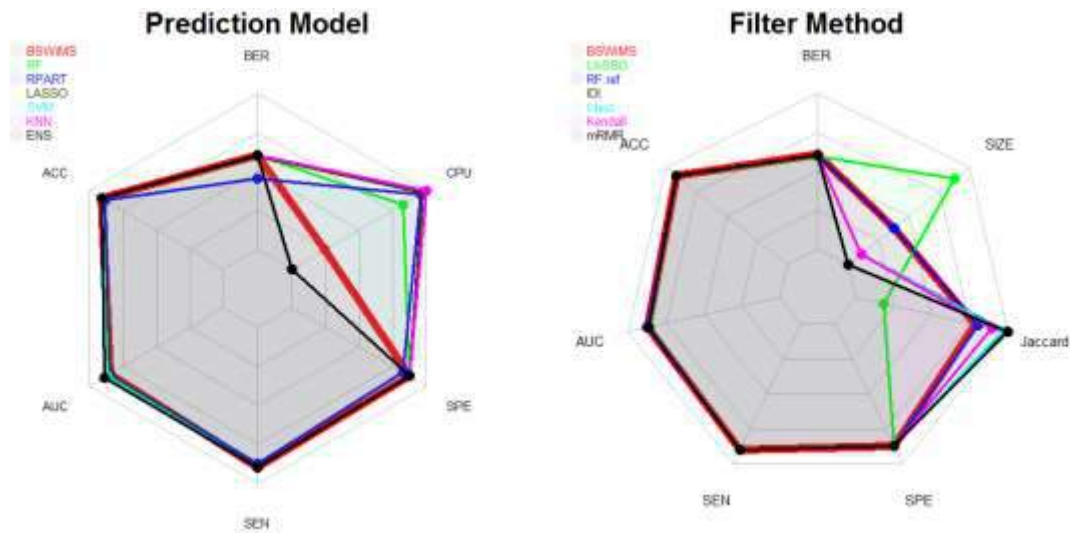 Prediction Model
BSWiMS
RF
RPART
LASSO
SVM
KNN
ENS
BER
CPU
SPE
SEN
AUC
ACC
Filter Method
BSWiMS
LASSO
RF.ref
IDI
Kendall
mRMR
BER
SIZE
Jaccard
SPE
SEN
AUC
ACC